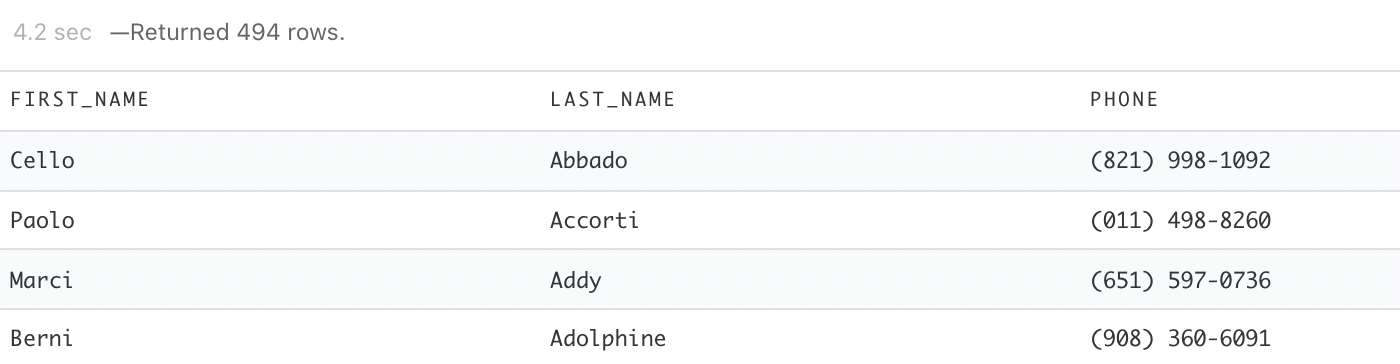 4.2 sec —Returned 494 rows.
FIRST_NAME LAST_NAME PHONE
Cello Abbado (821) 998-1092
Paolo Accorti (011) 498-8260
Marci Addy (651) 597-0736
Berni Adolphine (908) 360-6091